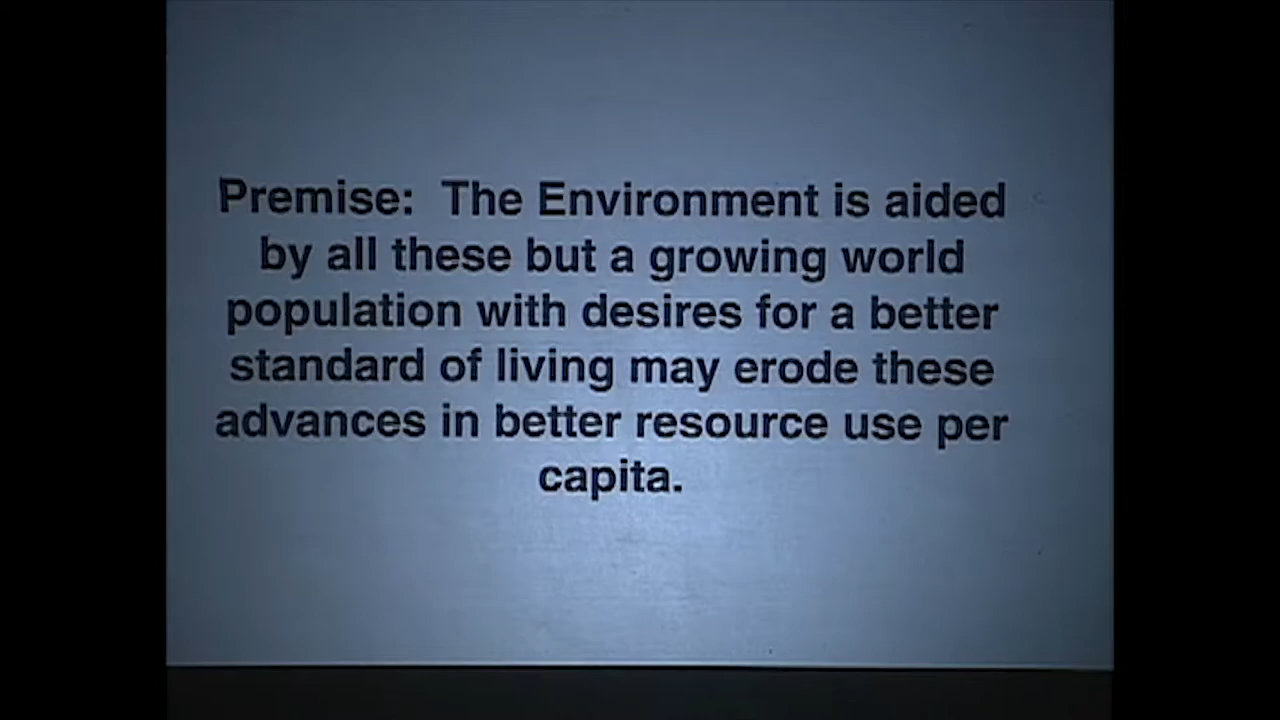 Premise: The Environment is aided
by all these but a growing world
population with desires for a better
standard of living may erode these
advances in better resource use per
capita.